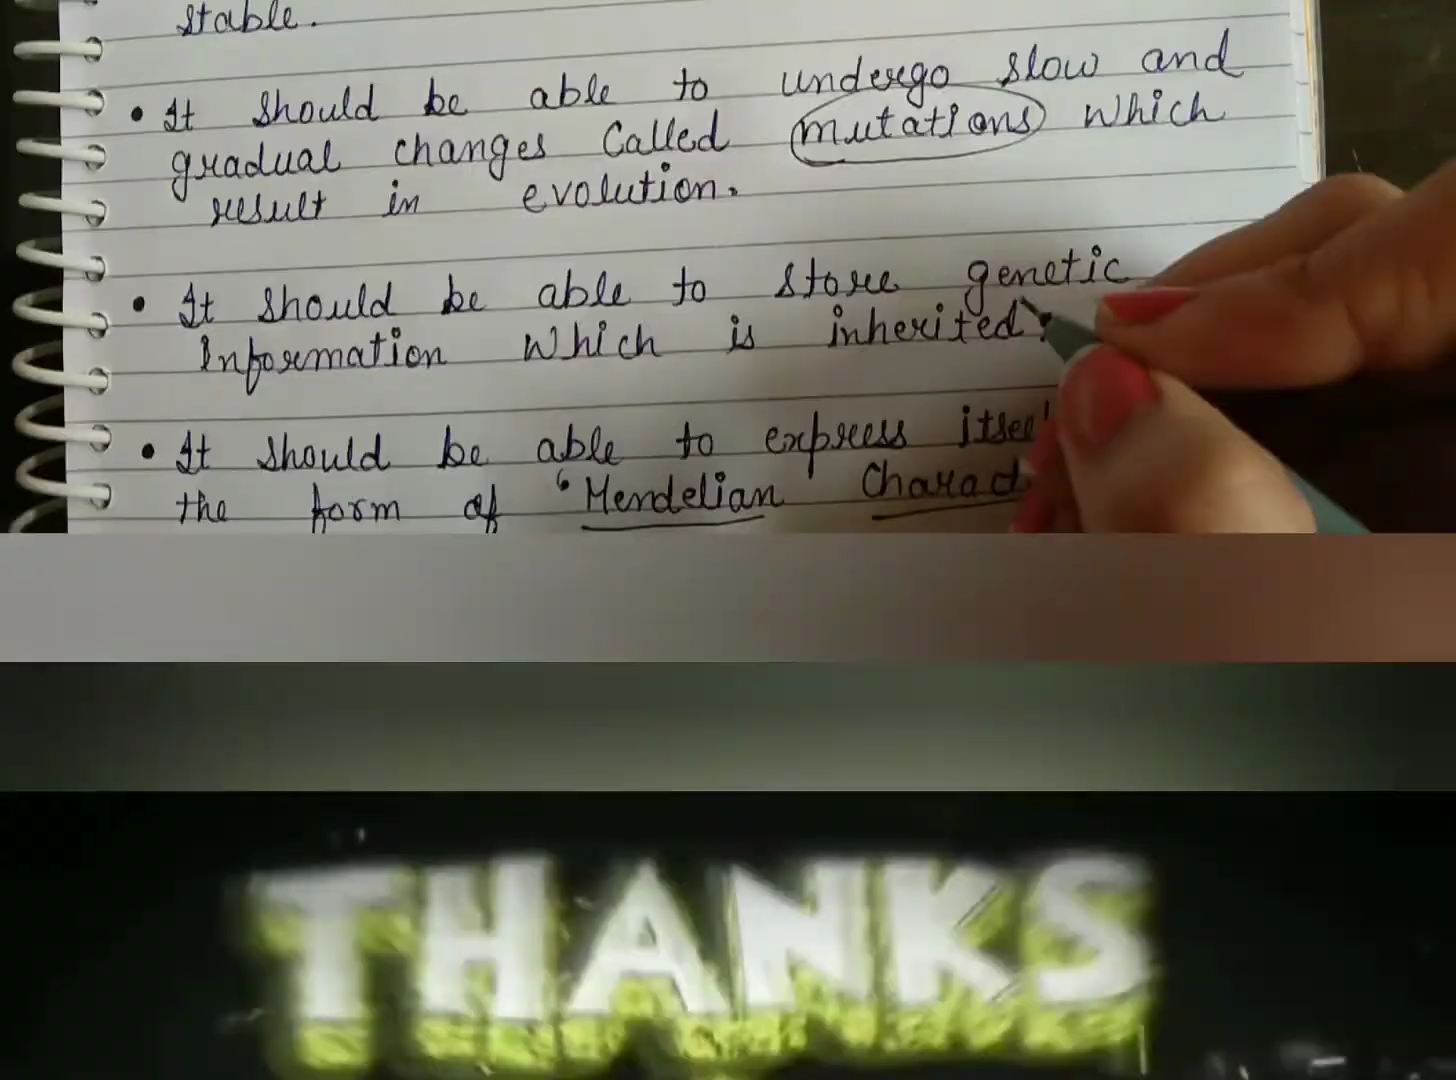 stable.
• It should be able to undergo slow and
gradual changes Called mutations which
result in evolution.
• It should be able to store genetic
Information which is inherited.
• It should be able to express
the form of 'Mendelian
THANKS